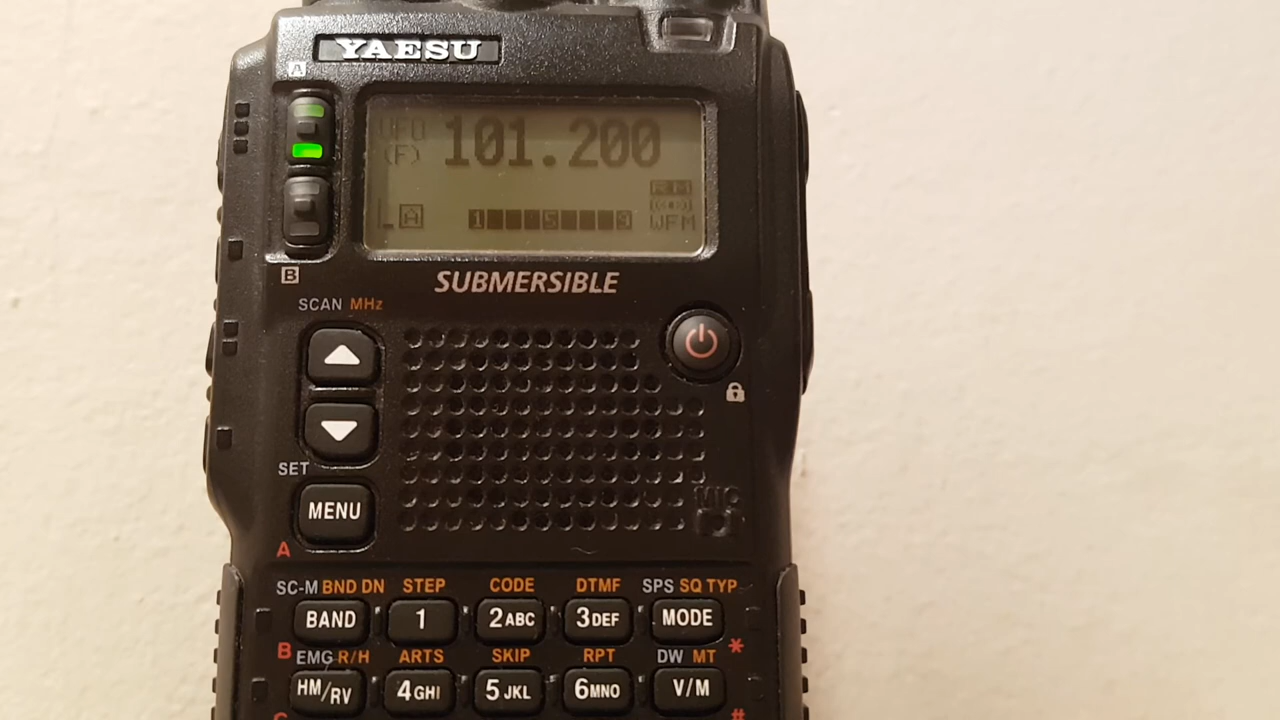 YAESU
A
VFO 101.200
(F)
L A 1 5 9 WFM
B
SUBMERSIBLE
SCAN MHz
SET
MENU
MIC
A
SC-M BND DN STEP CODE DTMF SPS SQ TYP
BAND 1 2ABC 3DEF MODE
B *
EMG R/H ARTS SKIP RPT DW MT
HM/RV 4GHI 5JKL 6MNO V/M
C #